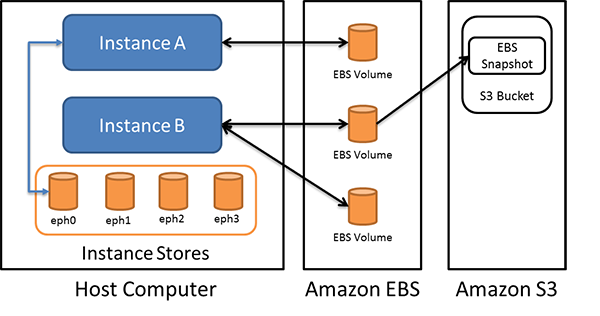 Instance A
Instance B
eph0
eph1
eph2
eph3
Instance Stores
Host Computer
EBS Volume
EBS Volume
EBS Volume
Amazon EBS
EBS
Snapshot
S3 Bucket
Amazon S3